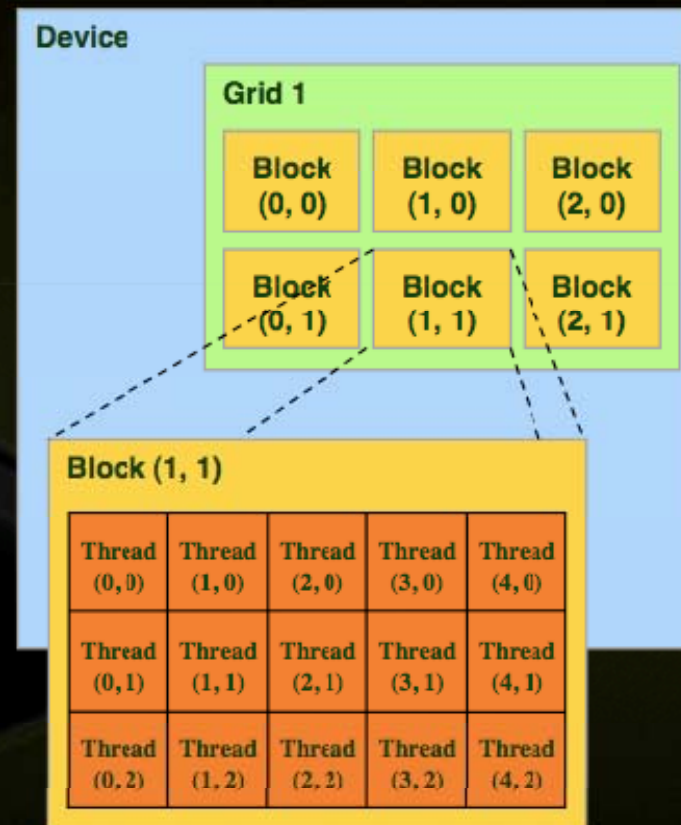 Device
Grid 1
Block Block Block
(0, 0) (1, 0) (2, 0)
Block Block Block
(0, 1) (1, 1) (2, 1)
Block (1, 1)
Thread Thread Thread Thread Thread
(0, 0) (1, 0) (2, 0) (3, 0) (4, 0)
Thread Thread Thread Thread Thread
(0, 1) (1, 1) (2, 1) (3, 1) (4, 1)
Thread Thread Thread Thread Thread
(0, 2) (1, 2) (2, 2) (3, 2) (4, 2)